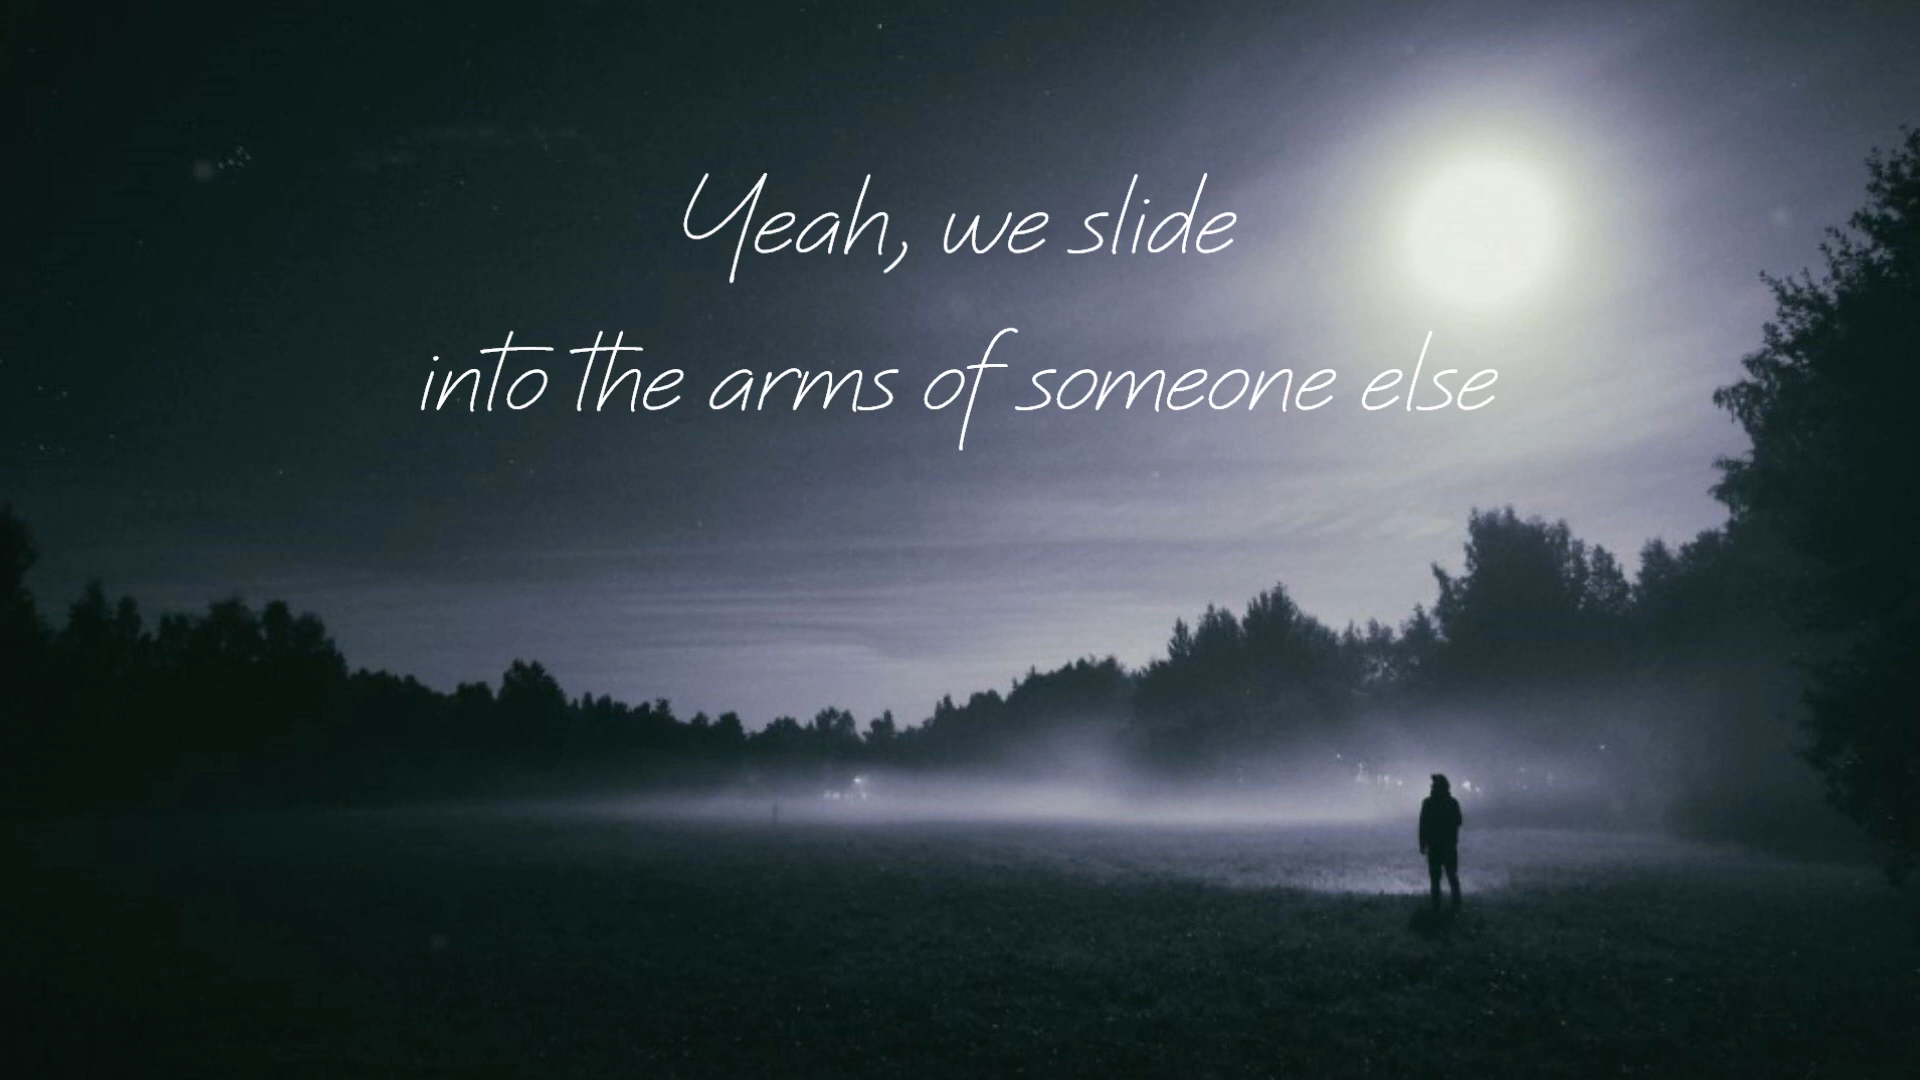 Yeah, we slide
into the arms of someone else